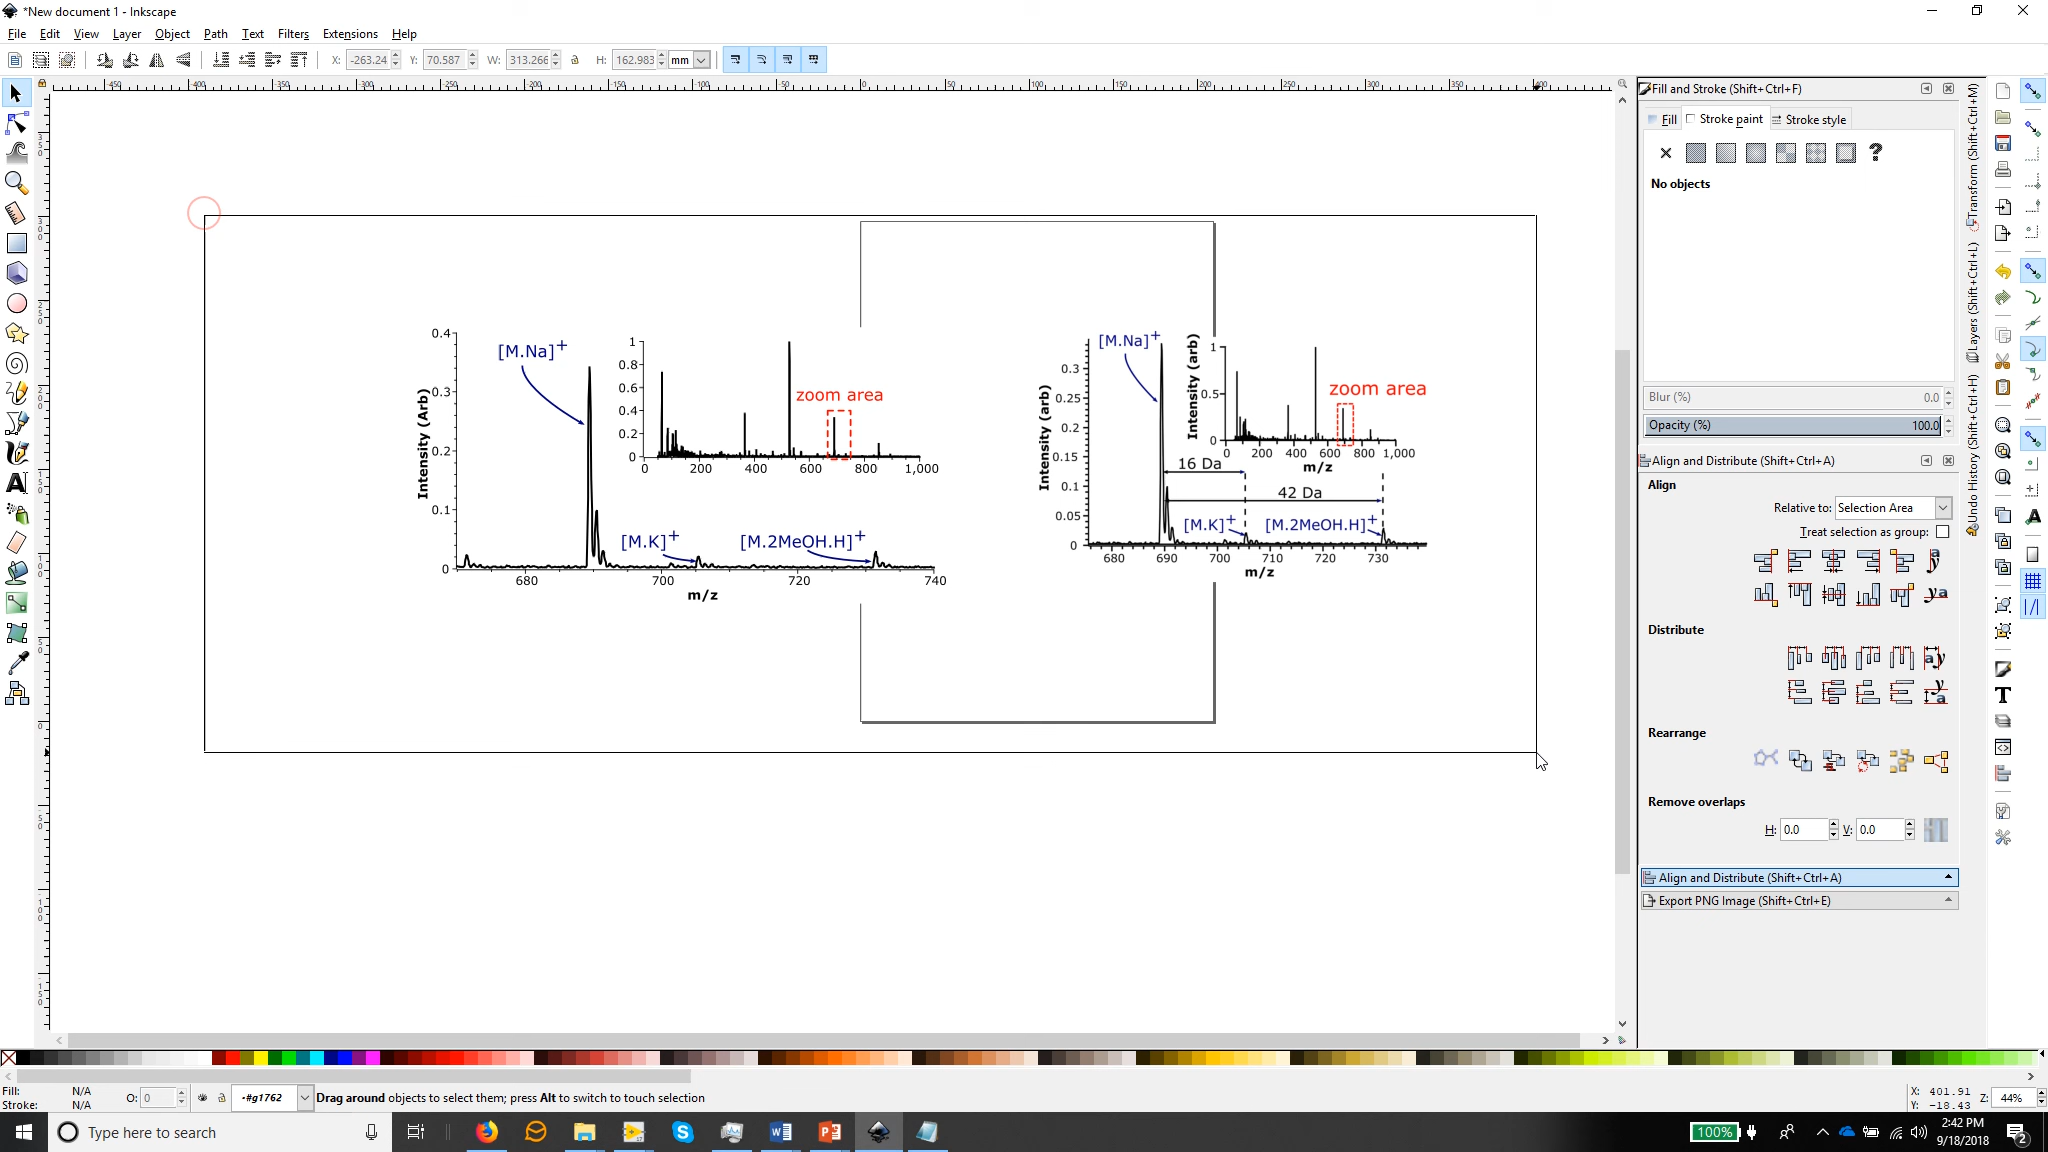 *New document 1 - Inkscape
File Edit View Layer Object Path Text Filters Extensions Help
X: -263.24 Y: 70.587 W: 313.266 H: 162.983 mm
Fill and Stroke (Shift+Ctrl+F)
Fill Stroke paint Stroke style
No objects
Blur (%) 0.0
Opacity (%) 100.0
Align and Distribute (Shift+Ctrl+A)
Align
Relative to: Selection Area
Treat selection as group:
Distribute
Rearrange
Remove overlaps
H: 0.0 V: 0.0
Align and Distribute (Shift+Ctrl+A)
Export PNG Image (Shift+Ctrl+E)
Transform (Shift+Ctrl+M)
Layers (Shift+Ctrl+L)
Undo History (Shift+Ctrl+H)
0.4
0.3
0.2
0.1
0
Intensity (Arb)
[M.Na]+
1
0.8
0.6
0.4
0.2
0
0 200 400 600 800 1,000
zoom area
[M.K]+
[M.2MeOH.H]+
680 700 720 740
m/z
0.3
0.25
0.2
0.15
0.1
0.05
0
Intensity (arb)
[M.Na]+
Intensity (arb)
1
0.5
0
0 200 400 600 800 1,000
m/z
zoom area
16 Da
42 Da
[M.K]+
[M.2MeOH.H]+
680 690 700 710 720 730
m/z
Fill: N/A
Stroke: N/A
O: 0
·#g1762
Drag around objects to select them; press Alt to switch to touch selection
X: 401.91
Y: -18.43
Z: 44%
Type here to search
100%
2:42 PM
9/18/2018
2